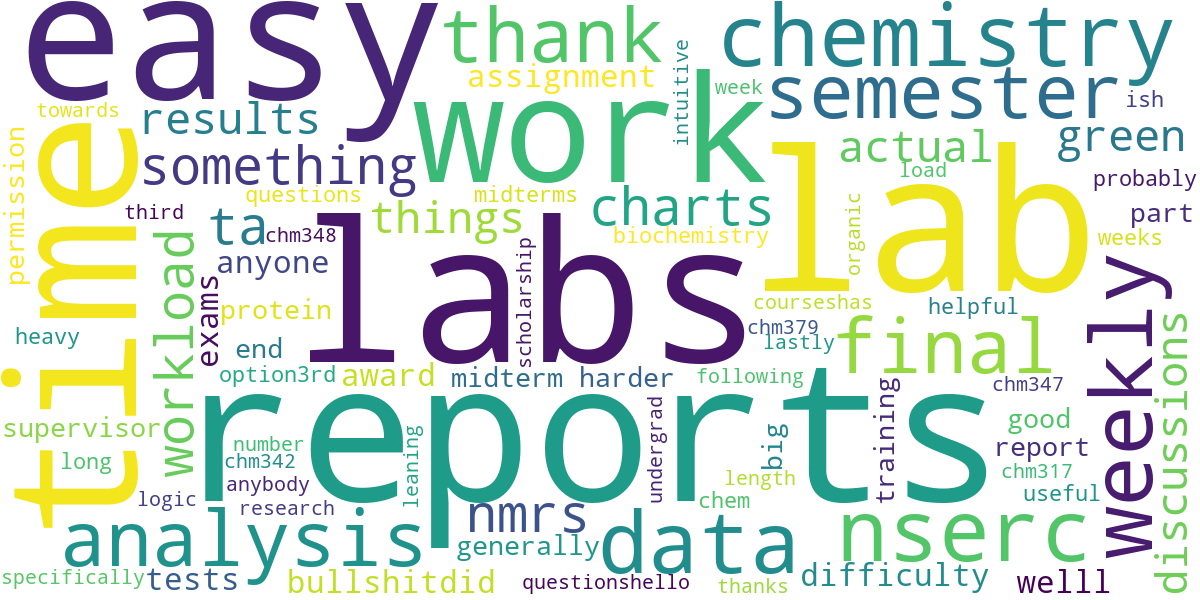 easy
thank
chemistry
assignment
intuitive
week
semester
ish
towards
results
work
green
something
actual
load
permission
time
questions
midterms
lab
probably
third
ta
chm348
things
charts
organic
part
anyone
labs
scholarship
biochemistry
weeks
workload
exams
protein
courseshas
helpful
weekly
heavy
end
chm379
lastly
final
discussions
option3rd
award
midterm harder
following
training
chm347
supervisor
reports
good
number
leaning
undergrad
big
report
long
chm342
length
chm317
anybody
chem
useful
logic
research
nmrs
analysis
data
nserc
generally
specifically
tests
bullshitdid
questionshello
thanks
difficulty
welll